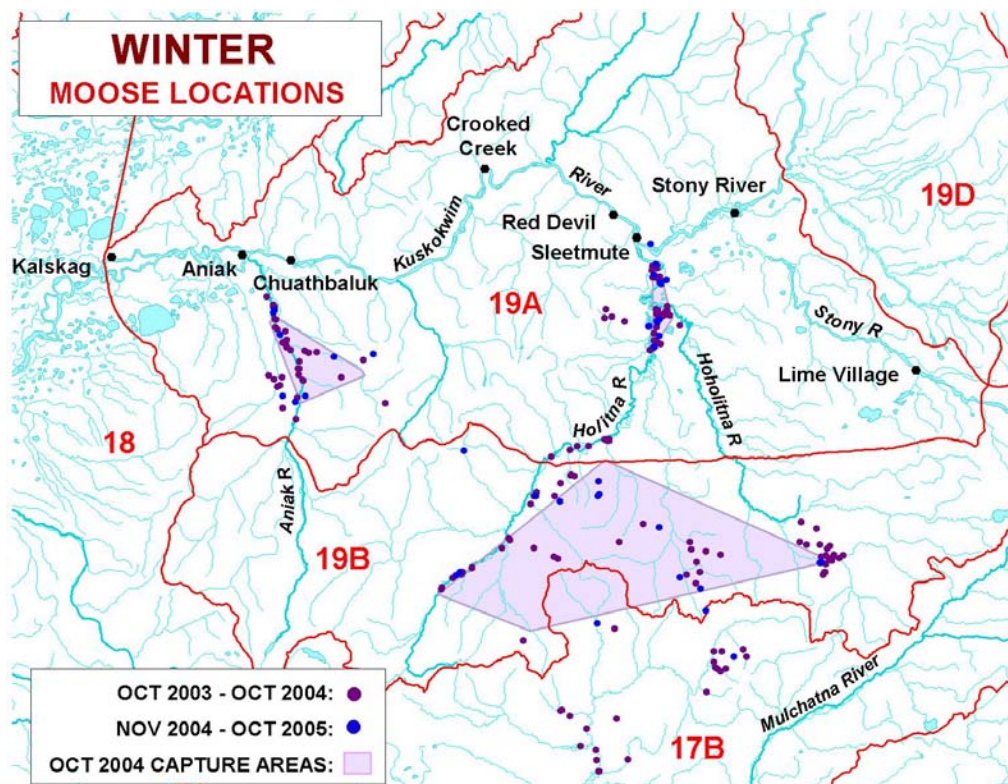 WINTER
MOOSE LOCATIONS
Crooked
Creek
River
Stony River
19D
Red Devil
Sleetmute
Kuskokwim
Kalskag
Aniak
Chuathbaluk
19A
Stony R
Lime Village
Holitna R
Hoholitna R
18
Aniak R
19B
Mulchatna River
17B
OCT 2003 - OCT 2004:
NOV 2004 - OCT 2005:
OCT 2004 CAPTURE AREAS: